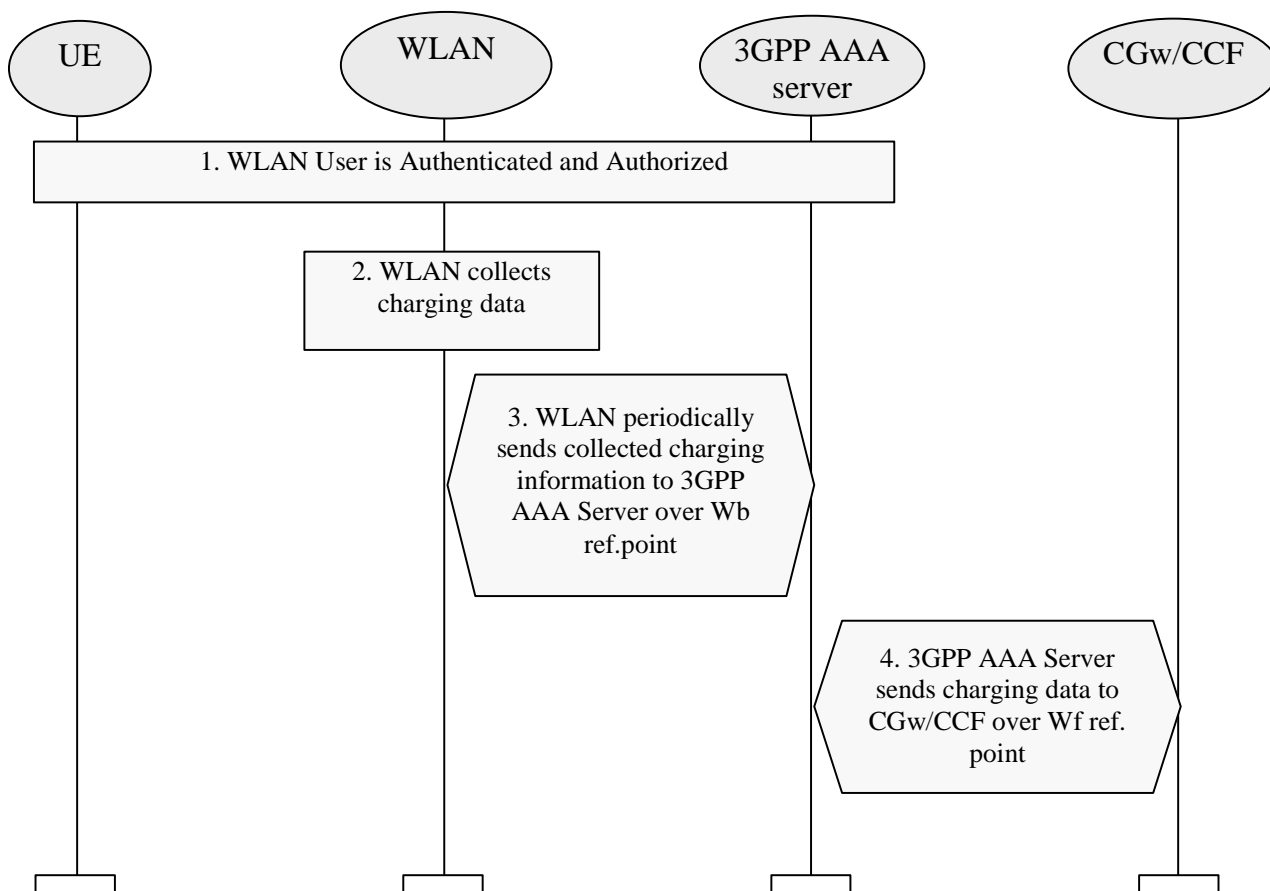 UE
WLAN
3GPP AAA
server
CGw/CCF
1. WLAN User is Authenticated and Authorized
2. WLAN collects
charging data
3. WLAN periodically
sends collected charging
information to 3GPP
AAA Server over Wb
ref.point
4. 3GPP AAA Server
sends charging data to
CGw/CCF over Wf ref.
point